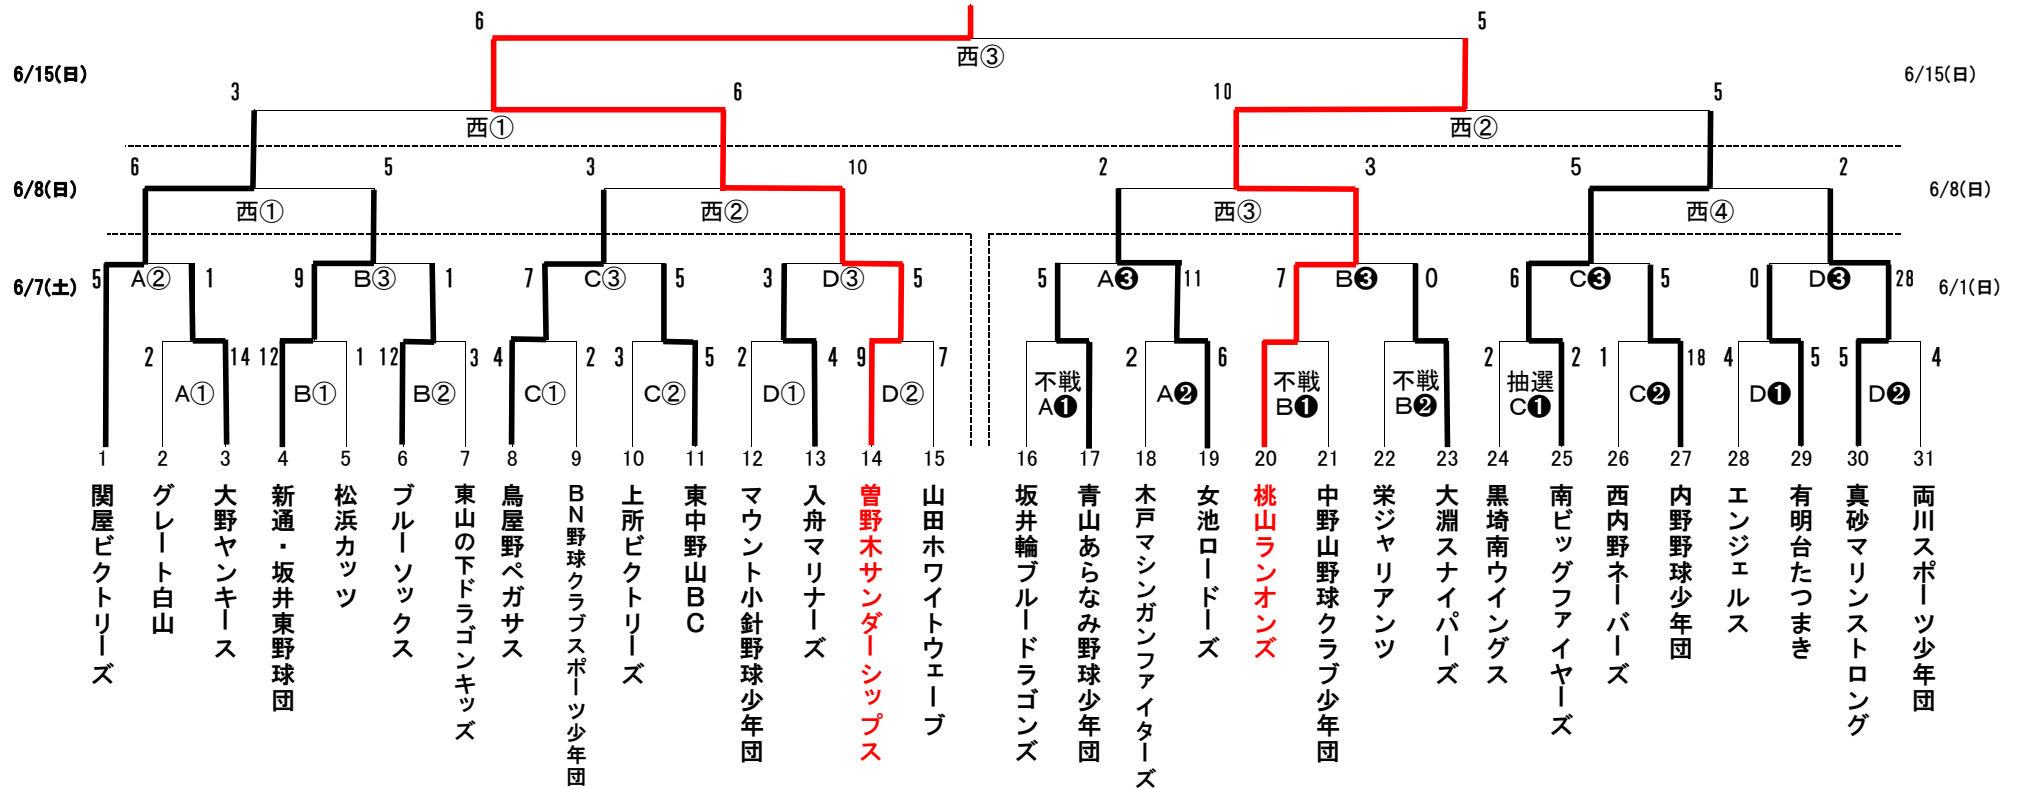 6 5
西③
6/15(日) 6/15(日)
3 6 10 5
西① 西②
6 5 3 10 2 3 5 2
6/8(日) 6/8(日)
西① 西② 西③ 西④
6/7(土) 5 A② 1 9 B③ 1 7 C③ 5 3 D③ 5 5 A❸ 11 7 B❸ 0 6 C❸ 5 0 D❸ 28 6/1(日)
2 14 12 1 12 3 4 2 3 5 2 4 9 7 2 6 2 2 1 18 4 5 5 4
不戦 不戦 不戦 抽選
A① B① B② C① C② D① D② A❶ A❷ B❶ B❷ C❶ C❷ D❶ D❷
1 2 3 4 5 6 7 8 9 10 11 12 13 14 15 16 17 18 19 20 21 22 23 24 25 26 27 28 29 30 31
関屋ビクトリーズ
グレート白山
大野ヤンキース
新通・坂井東野球団
松浜カッツ
ブルーソックス
東山の下ドラゴンキッズ
鳥屋野ペガサス
BN野球クラブスポーツ少年団
上所ビクトリーズ
東中野山BC
マウント小針野球少年団
入舟マリナーズ
曽野木サンダーシップス
山田ホワイトウェーブ
坂井輪ブルードラゴンズ
青山あらなみ野球少年団
木戸マシンガンファイターズ
女池ロードーズ
桃山ランオンズ
中野山野球クラブ少年団
栄ジャリアンツ
大淵スナイパーズ
黒埼南ウイングス
南ビッグファイヤーズ
西内野ネーバーズ
内野野球少年団
エンジェルス
有明台たつまき
真砂マリンストロング
両川スポーツ少年団